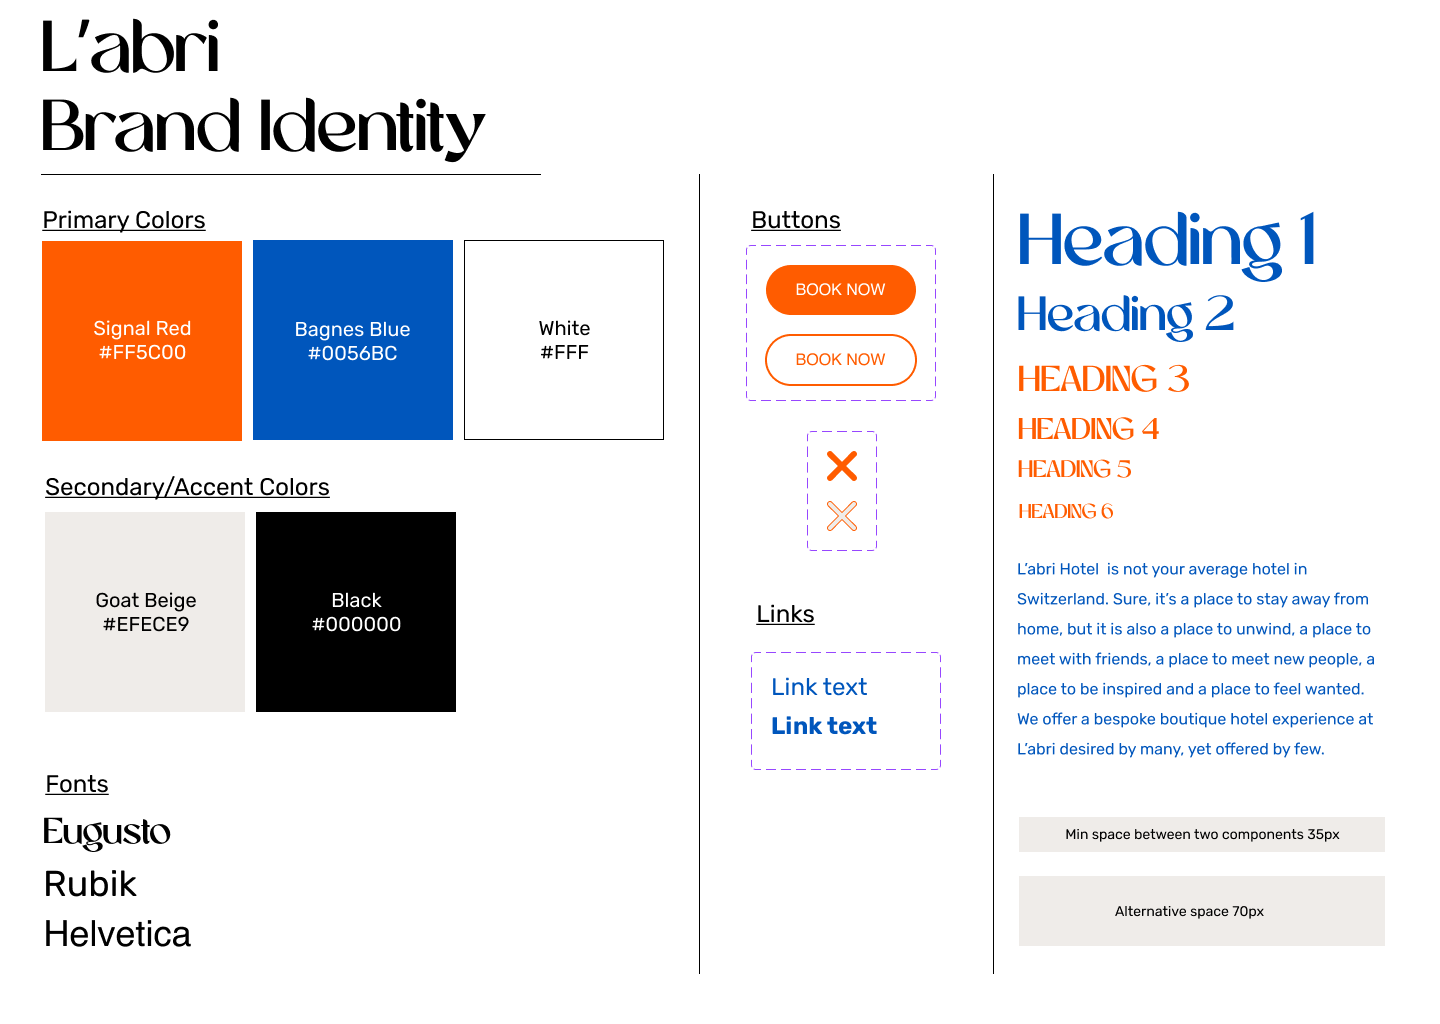 L’abri
Brand Identity
Primary Colors
Signal Red
#FF5C00
Bagnes Blue
#0056BC
White
#FFF
Secondary/Accent Colors
Goat Beige
#EFECE9
Black
#000000
Fonts
Eugusto
Rubik
Helvetica
Buttons
BOOK NOW
BOOK NOW
Links
Link text
Link text
Heading 1
Heading 2
HEADING 3
HEADING 4
HEADING 5
HEADING 6
L’abri Hotel  is not your average hotel in
Switzerland. Sure, it’s a place to stay away from
home, but it is also a place to unwind, a place to
meet with friends, a place to meet new people, a
place to be inspired and a place to feel wanted.
We offer a bespoke boutique hotel experience at
L’abri desired by many, yet offered by few.
Min space between two components 35px
Alternative space 70px